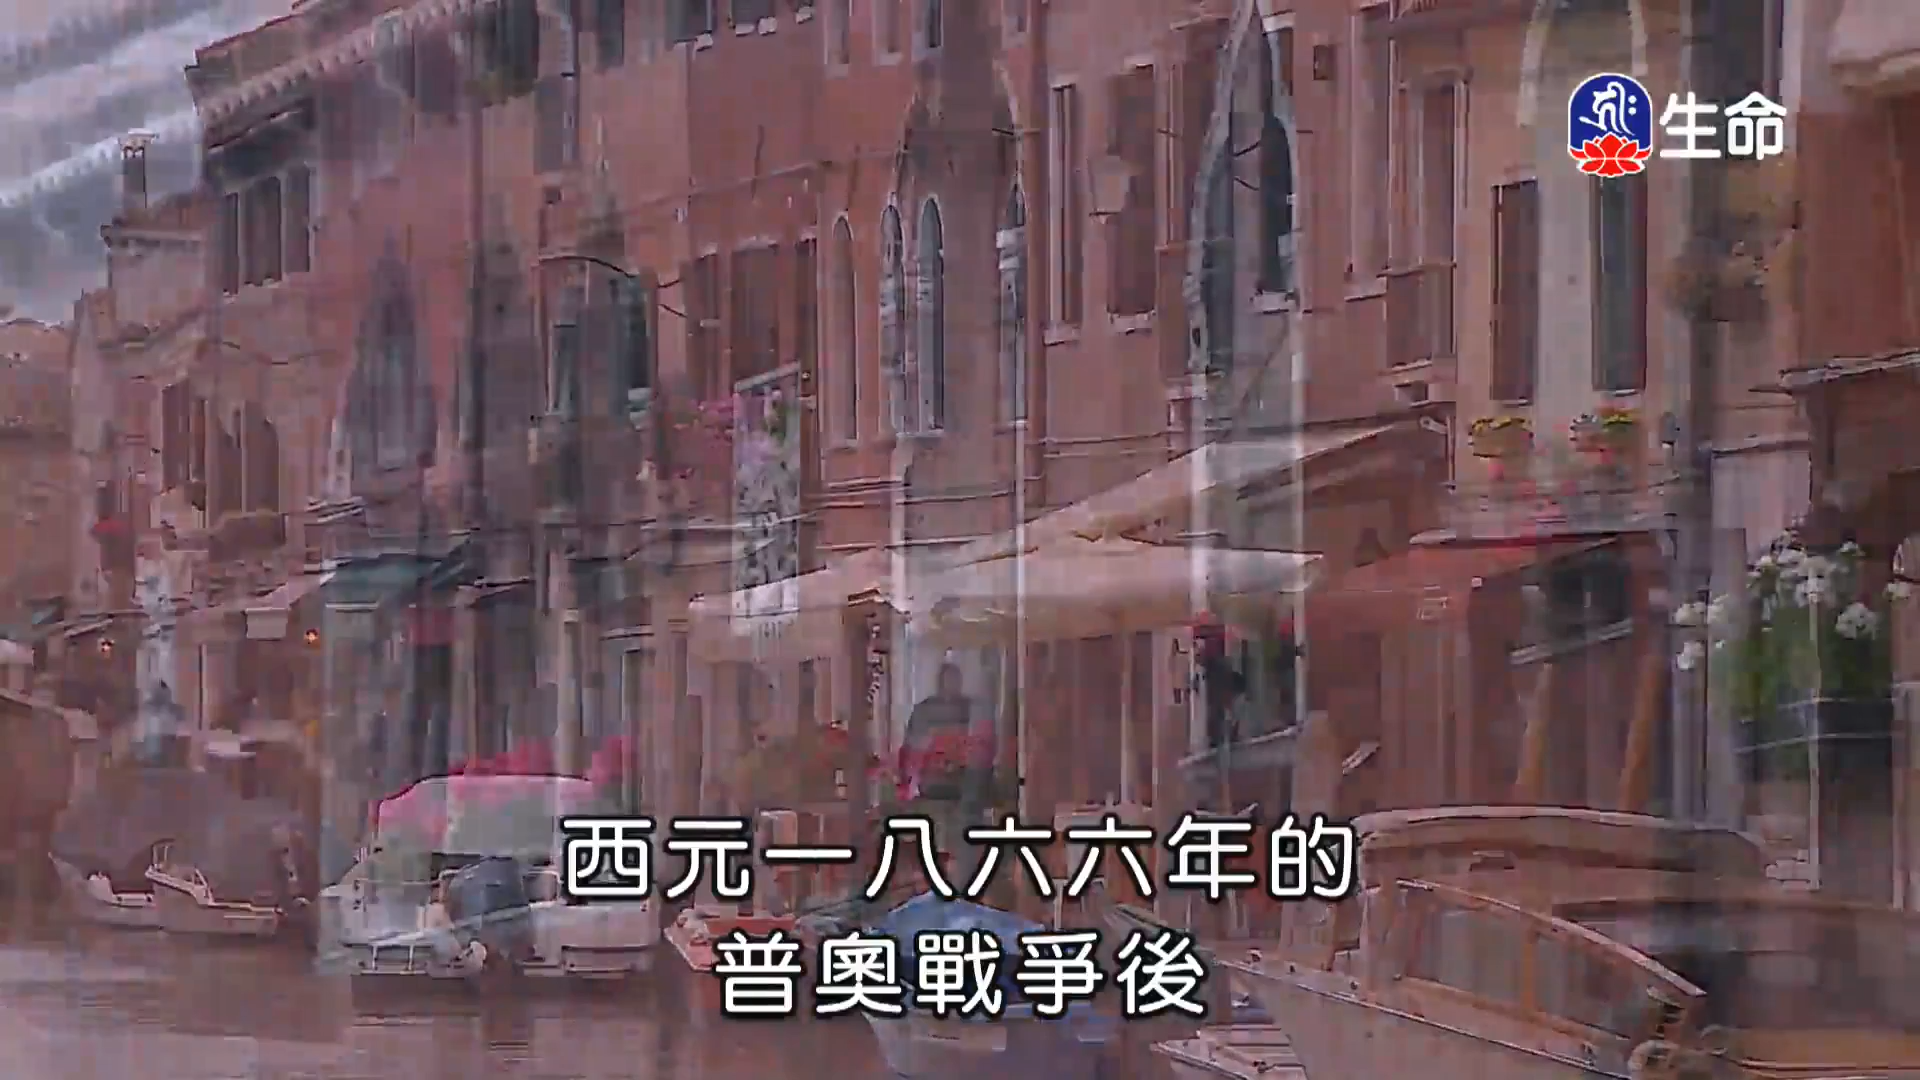 生命
西元一八六六年的
普奧戰爭後